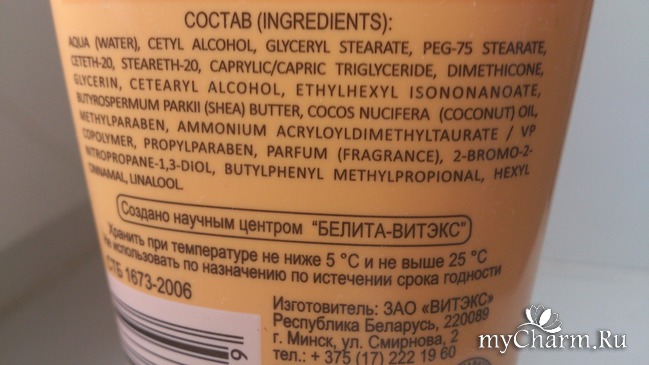 СОСТАВ (INGREDIENTS):
AQUA (WATER), CETYL ALCOHOL, GLYCERYL STEARATE, PEG-75 STEARATE,
CETETH-20, STEARETH-20, CAPRYLIC/CAPRIC TRIGLYCERIDE, DIMETHICONE,
GLYCERIN, CETEARYL ALCOHOL, ETHYLHEXYL ISONONANOATE,
BUTYROSPERMUM PARKII (SHEA) BUTTER, COCOS NUCIFERA (COCONUT) OIL,
METHYLPARABEN, AMMONIUM ACRYLOYLDIMETHYLTAURATE / VP
COPOLYMER, PROPYLPARABEN, PARFUM (FRAGRANCE), 2-BROMO-2-
NITROPROPANE-1,3-DIOL, BUTYLPHENYL METHYLPROPIONAL, HEXYL
CINNAMAL, LINALOOL.
Создано научным центром "БЕЛИТА-ВИТЭКС"
Хранить при температуре не ниже 5 °С и не выше 25 °С
Не использовать по назначению по истечении срока годности
СТБ 1673-2006
Изготовитель: ЗАО «ВИТЭКС»
Республика Беларусь, 220089
г. Минск, ул. Смирнова, 2
тел.: + 375 (17) 222 19 60
9
myCharm.Ru